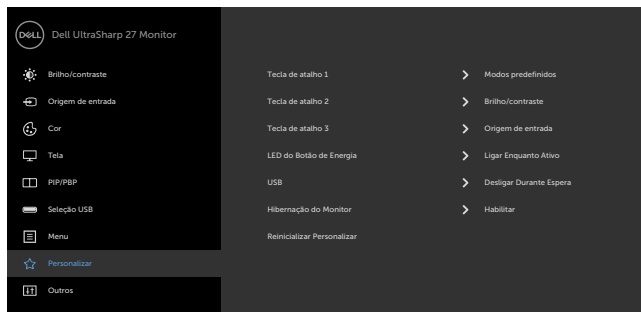 DELL Dell UltraSharp 27 Monitor
Brilho/contraste
Origem de entrada
Cor
Tela
PIP/PBP
Seleção USB
Menu
Personalizar
Outros
Tecla de atalho 1 Modos predefinidos
Tecla de atalho 2 Brilho/contraste
Tecla de atalho 3 Origem de entrada
LED do Botão de Energia Ligar Enquanto Ativo
USB Desligar Durante Espera
Hibernação do Monitor Habilitar
Reinicializar Personalizar